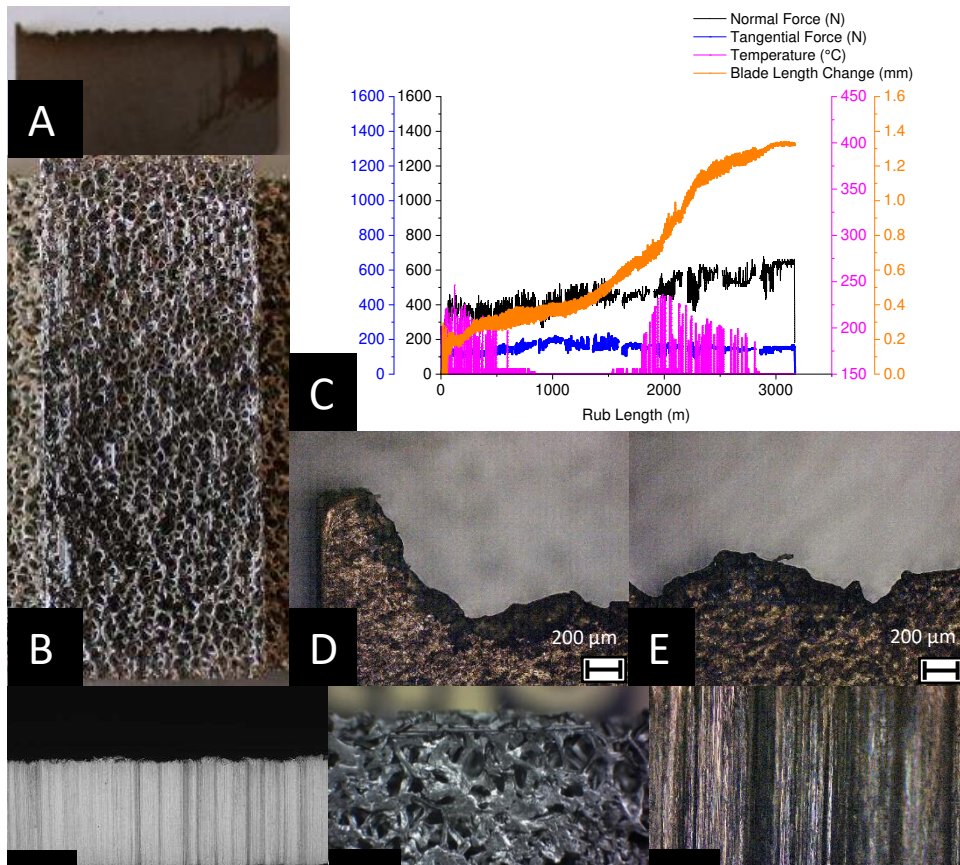 A
Normal Force (N)
Tangential Force (N)
Temperature (°C)
Blade Length Change (mm)
1600 1600 450 1.6
1400 1400 400 1.4
1200 1200 1.2
1000 1000 350 1.0
800 800 300 0.8
600 600 250 0.6
400 400 0.4
200 200 200 0.2
0 0 150 0.0
0 1000 2000 3000
Rub Length (m)
C
B
D
200 µm
E
200 µm